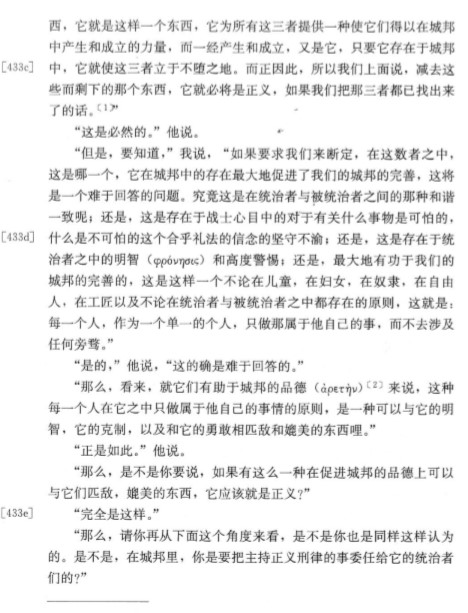 西，它就是这样一个东西，它为所有这三者提供一种使它们得以在城邦
中产生和成立的力量，而一经产生和成立，又是它，只要它存在于城邦
[433c] 中，它就使这三者立于不堕之地。而正因此，所以我们上面说，减去这
些而剩下的那个东西，它就必将是正义，如果我们把那三者都已找出来
了的话。〔1〕”
“这是必然的。”他说。
“但是，要知道，”我说，“如果要求我们来断定，在这数者之中，
这是哪一个，它在城邦中的存在最大地促进了我们的城邦的完善，这将
是一个难于回答的问题。究竟这是在统治者与被统治者之间的那种和谐
一致呢；还是，这是存在于战士心目中的对于有关什么事物是可怕的，
[433d] 什么是不可怕的这个合乎礼法的信念的坚守不渝；还是，这是存在于统
治者之中的明智（φρόνησις）和高度警惕；还是，最大地有功于我们的
城邦的完善的，这是这样一个不论在儿童，在妇女，在奴隶，在自由
人，在工匠以及不论在统治者与被统治者之中都存在的原则，这就是：
每一个人，作为一个单一的个人，只做那属于他自己的事，而不去涉及
任何旁骛。”
“是的，”他说，“这的确是难于回答的。”
“那么，看来，就它们有助于城邦的品德（ἀρετὴν）〔2〕来说，这种
每一个人在它之中只做属于他自己的事情的原则，是一种可以与它的明
智，它的克制，以及和它的勇敢相匹敌和媲美的东西哩。”
“正是如此。”他说。
“那么，是不是你要说，如果有这么一种在促进城邦的品德上可以
与它们匹敌，媲美的东西，它应该就是正义？”
[433e] “完全是这样。”
“那么，请你再从下面这个角度来看，是不是你也是同样这样认为
的。是不是，在城邦里，你是要把主持正义刑律的事委任给它的统治者
们的？”